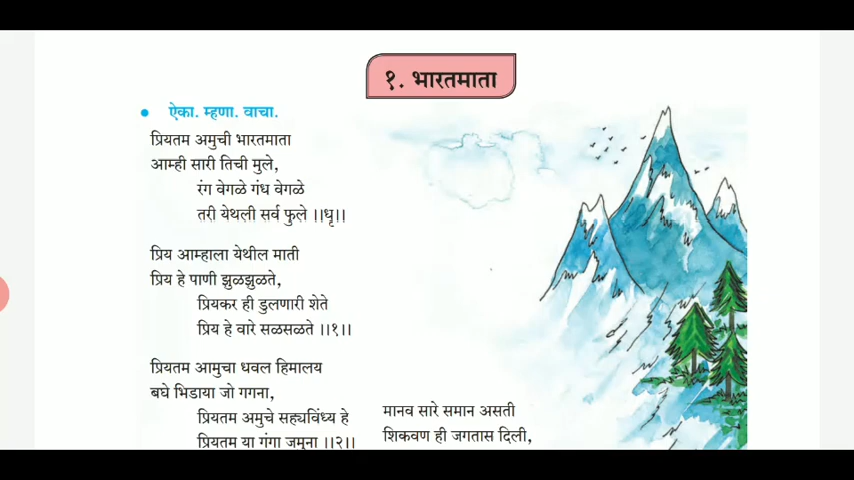 १. भारतमाता
• ऐका. म्हणा. वाचा.
प्रियतम अमुची भारतमाता
आम्ही सारी तिची मुले,
रंग वेगळे गंध वेगळे
तरी येथली सर्व फुले ।।धृ।।
प्रिय आम्हाला येथील माती
प्रिय हे पाणी झुळझुळते,
प्रियकर ही डुलणारी शेते
प्रिय हे वारे सळसळते ।।१।।
प्रियतम आमुचा धवल हिमालय
बघे भिडाया जो गगना,
प्रियतम अमुचे सह्यविंध्य हे
प्रियतम या गंगा जमुना ।।२।।
मानव सारे समान असती
शिकवण ही जगतास दिली,